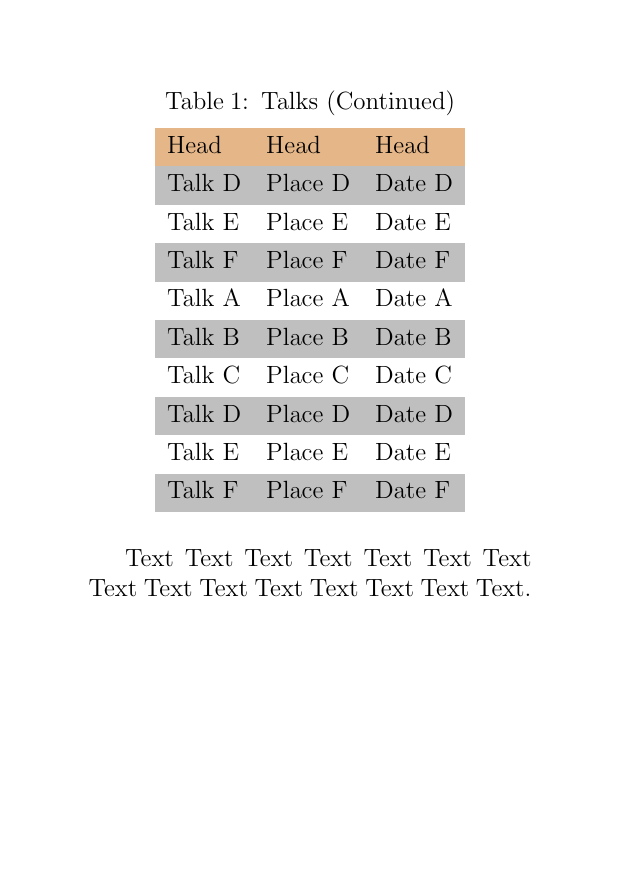 Table 1: Talks (Continued)
Head Head Head
Talk D Place D Date D
Talk E Place E Date E
Talk F Place F Date F
Talk A Place A Date A
Talk B Place B Date B
Talk C Place C Date C
Talk D Place D Date D
Talk E Place E Date E
Talk F Place F Date F
Text Text Text Text Text Text Text
Text Text Text Text Text Text Text Text.